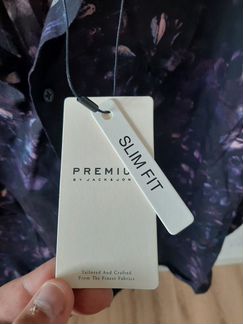 PREMIU
BY JACK&JON
SLIM FIT
Tailored And Crafted
From The Finest Fabrics